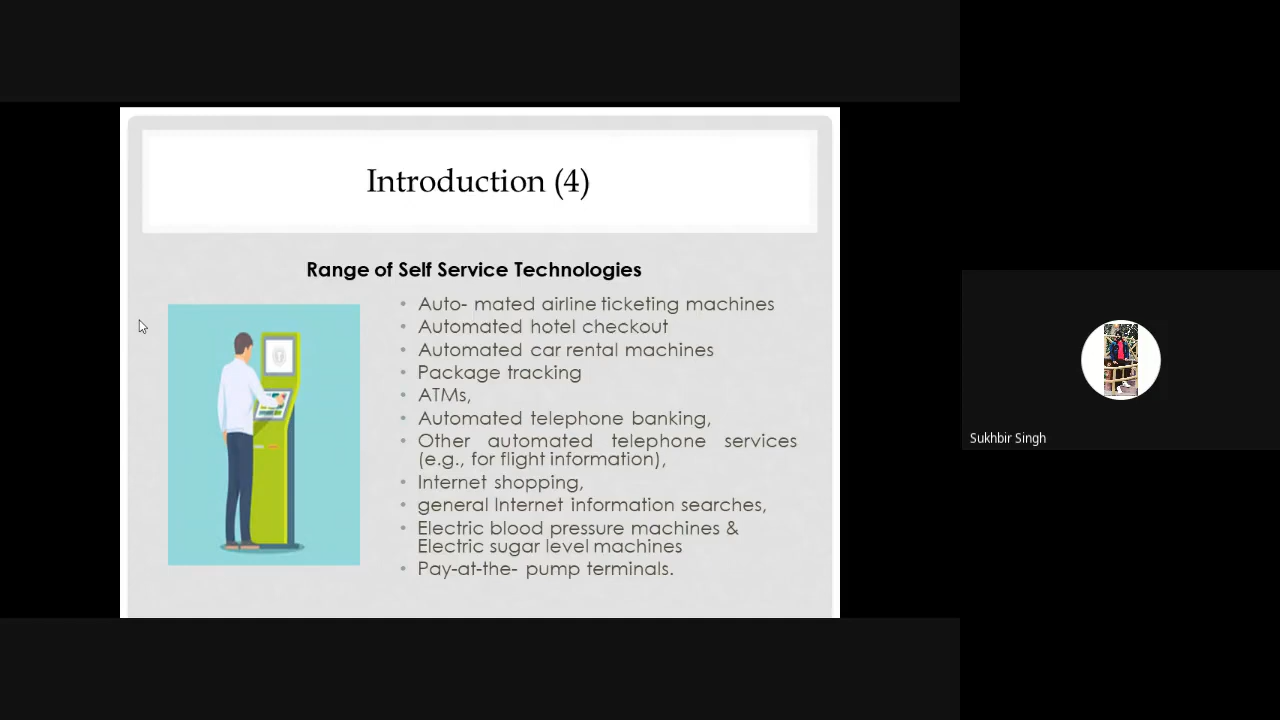 Introduction (4)
Range of Self Service Technologies
• Auto- mated airline ticketing machines
• Automated hotel checkout
• Automated car rental machines
• Package tracking
• ATMs,
• Automated telephone banking,
• Other automated telephone services
(e.g., for flight information),
• Internet shopping,
• general Internet information searches,
• Electric blood pressure machines &
Electric sugar level machines
• Pay-at-the- pump terminals.
Sukhbir Singh